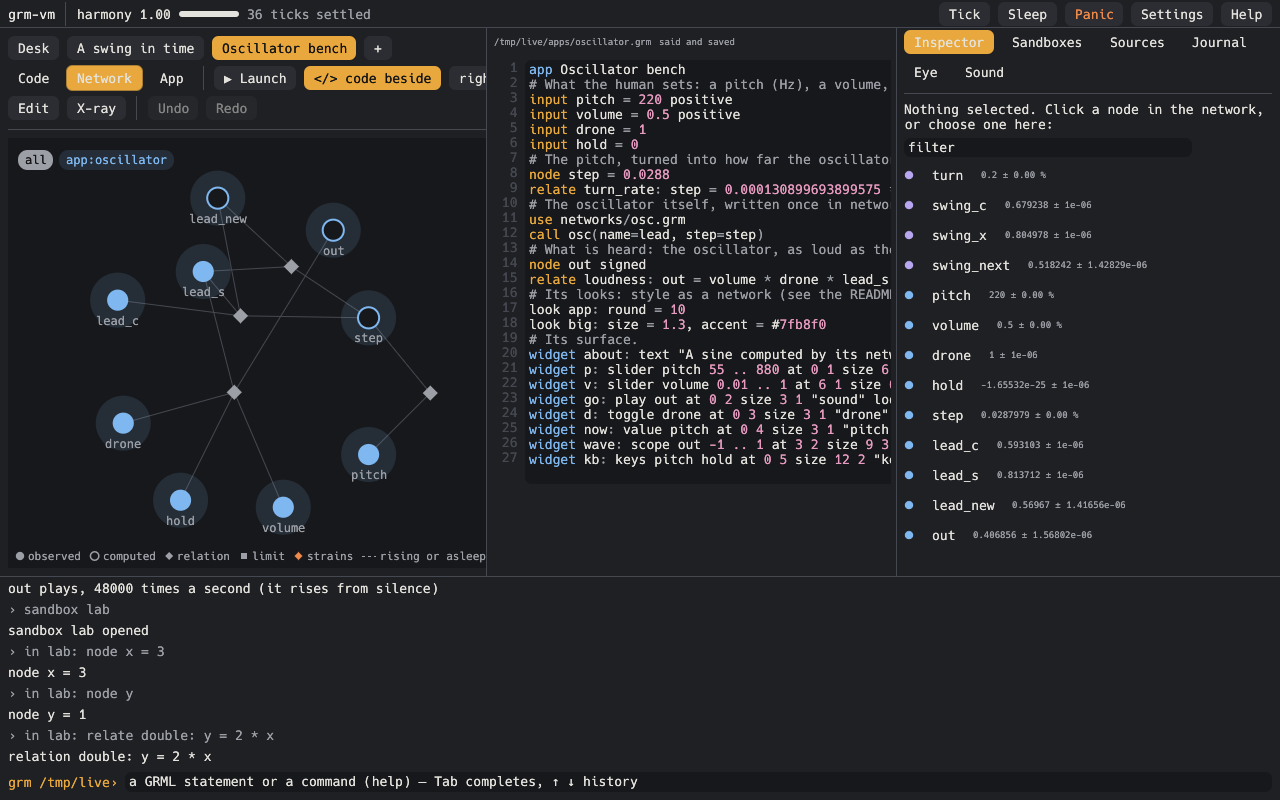 grm-vm harmony 1.00 36 ticks settled Tick Sleep Panic Settings Help
Desk A swing in time Oscillator bench +
Code Network App ▶ Launch </> code beside righ
Edit X-ray Undo Redo
all app:oscillator
lead_new
out
lead_s
lead_c
step
drone
pitch
hold
volume
observed computed relation limit strains rising or asleep
/tmp/live/apps/oscillator.grm said and saved
1 app Oscillator bench
2 # What the human sets: a pitch (Hz), a volume,
3 input pitch = 220 positive
4 input volume = 0.5 positive
5 input drone = 1
6 input hold = 0
7 # The pitch, turned into how far the oscillato
8 node step = 0.0288
9 relate turn_rate: step = 0.000130899693899575
10 # The oscillator itself, written once in netwo
11 use networks/osc.grm
12 call osc(name=lead, step=step)
13 # What is heard: the oscillator, as loud as the
14 node out signed
15 relate loudness: out = volume * drone * lead_s
16 # Its looks: style as a network (see the READM
17 look app: round = 10
18 look big: size = 1.3, accent = #7fb8f0
19 # Its surface.
20 widget about: text "A sine computed by its netw
21 widget p: slider pitch 55 .. 880 at 0 1 size 6
22 widget v: slider volume 0.01 .. 1 at 6 1 size
23 widget go: play out at 0 2 size 3 1 "sound" loo
24 widget d: toggle drone at 0 3 size 3 1 "drone"
25 widget now: value pitch at 0 4 size 3 1 "pitch
26 widget wave: scope out -1 .. 1 at 3 2 size 9 3
27 widget kb: keys pitch hold at 0 5 size 12 2 "ke
Inspector Sandboxes Sources Journal
Eye Sound
Nothing selected. Click a node in the network,
or choose one here:
filter
turn 0.2 ± 0.00 %
swing_c 0.679238 ± 1e-06
swing_x 0.804978 ± 1e-06
swing_next 0.518242 ± 1.42829e-06
pitch 220 ± 0.00 %
volume 0.5 ± 0.00 %
drone 1 ± 1e-06
hold -1.65532e-25 ± 1e-06
step 0.0287979 ± 0.00 %
lead_c 0.593103 ± 1e-06
lead_s 0.813712 ± 1e-06
lead_new 0.56967 ± 1.41656e-06
out 0.406856 ± 1.56802e-06
out plays, 48000 times a second (it rises from silence)
› sandbox lab
sandbox lab opened
› in lab: node x = 3
node x = 3
› in lab: node y
node y = 1
› in lab: relate double: y = 2 * x
relation double: y = 2 * x
grm /tmp/live› a GRML statement or a command (help) — Tab completes, ↑ ↓ history